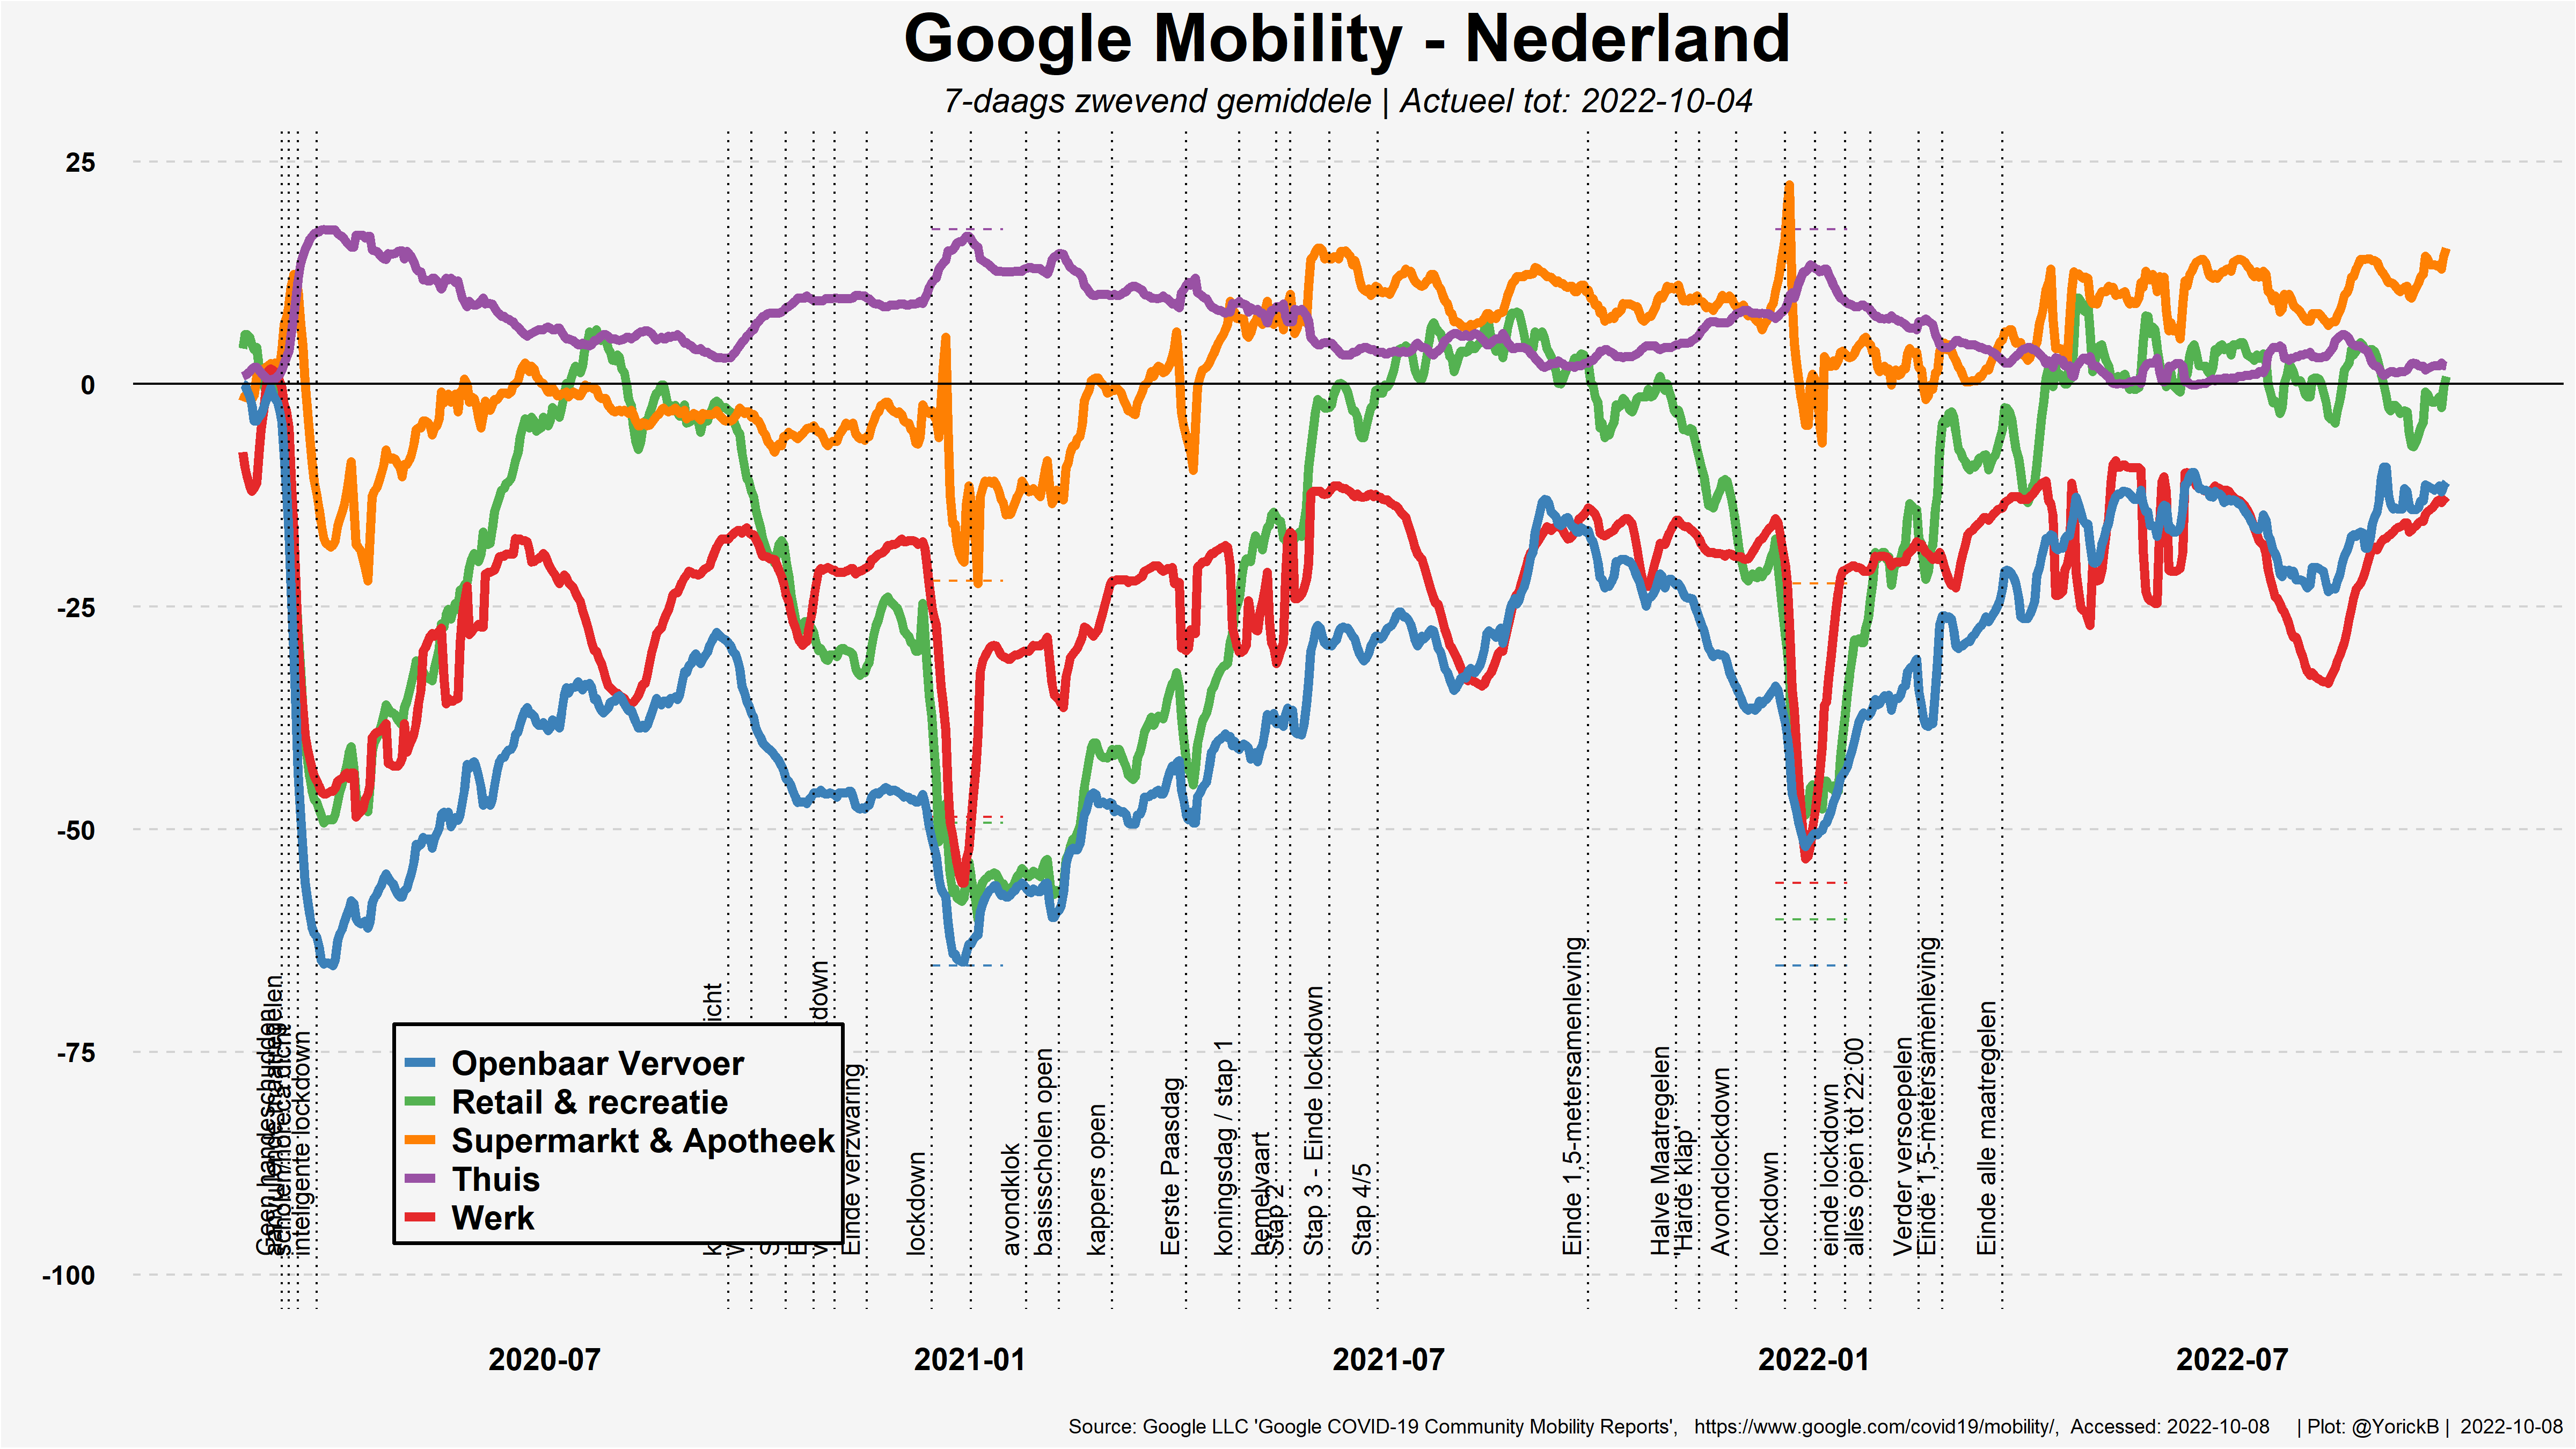 Google Mobility - Nederland
7-daags zwevend gemiddele | Actueel tot: 2022-10-04
25
0
-25
-50
-75
-100
Geen handeschudden
inteligente lockdown
Einde verzwaring
lockdown
avondklok
basisscholen open
kappers open
Eerste Paasdag
koningsdag / stap 1
hemelvaart
Stap 2
Stap 3 - Einde lockdown
Stap 4/5
Einde 1,5-metersamenleving
Halve Maatregelen
'Harde klap'
Avondclockdown
lockdown
einde lockdown
alles open tot 22:00
Verder versoepelen
Einde 1,5-metersamenleving
Einde alle maatregelen
Openbaar Vervoer
Retail & recreatie
Supermarkt & Apotheek
Thuis
Werk
2020-07
2021-01
2021-07
2022-01
2022-07
Source: Google LLC 'Google COVID-19 Community Mobility Reports', https://www.google.com/covid19/mobility/, Accessed: 2022-10-08 | Plot: @YorickB | 2022-10-08